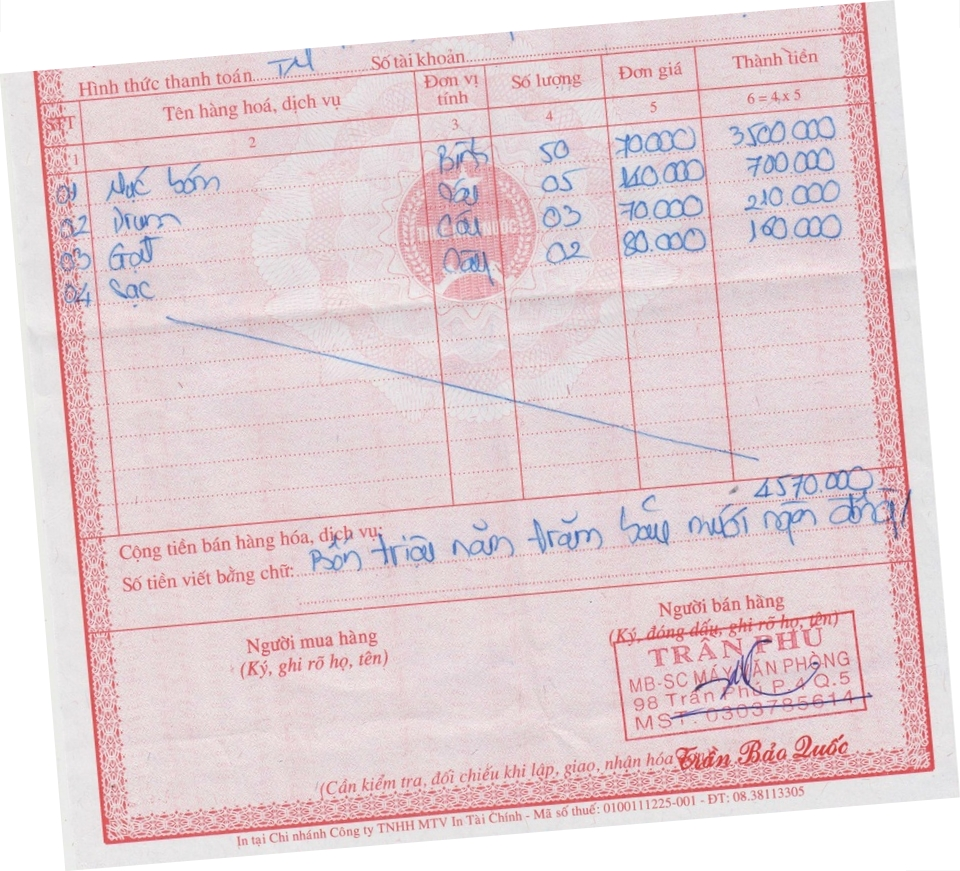 Hình thức thanh toán TM Số tài khoản
STT Tên hàng hoá, dịch vụ Đơn vị tính Số lượng Đơn giá Thành tiền
1 2 3 4 5 6 = 4 x 5
01 Mực bơm Bình 50 70.000 3500.000
02 Drum Cây 05 140.000 700.000
03 Gạt Cây 03 70.000 210.000
04 Sạc Cây 02 80.000 160.000
Cộng tiền bán hàng hóa, dịch vụ: 4570.000
Số tiền viết bằng chữ: Bốn triệu năm trăm bảy mươi ngàn đồng
Người mua hàng Người bán hàng
(Ký, ghi rõ họ, tên) (Ký, đóng dấu, ghi rõ họ, tên)
TRẦN PHÚ
MB-SC MÁY VĂN PHÒNG
98 Trần Phú P.4 Q.5
MST: 0303785614
Trần Bảo Quốc
(Cần kiểm tra, đối chiếu khi lập, giao, nhận hóa
In tại Chi nhánh Công ty TNHH MTV In Tài Chính - Mã số thuế: 0100111225-001 - ĐT: 08.38113305